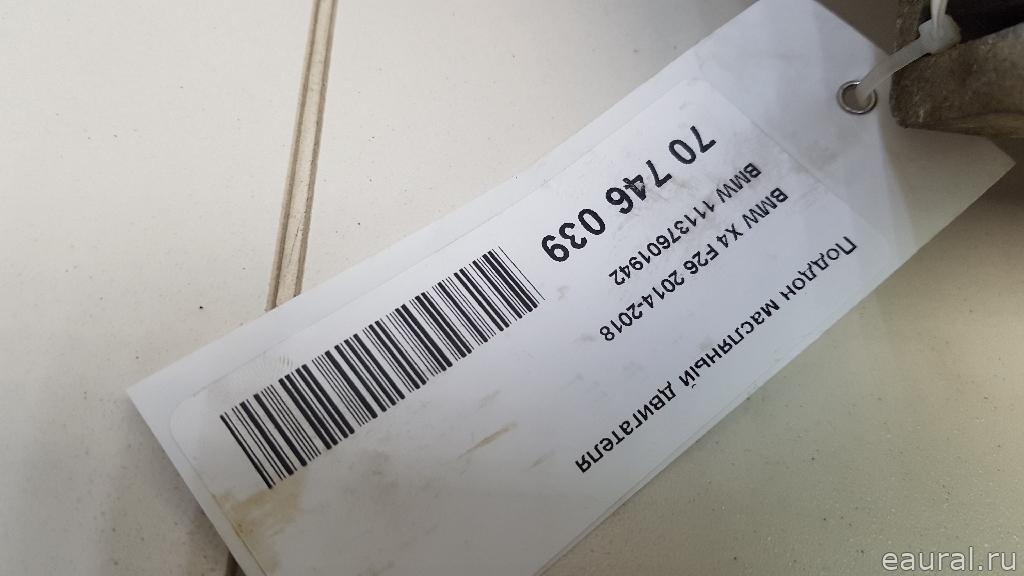 Поддон масляный двигателя
BMW X4 F26 2014-2018
BMW 11137601942
70 746 039
eaural.ru